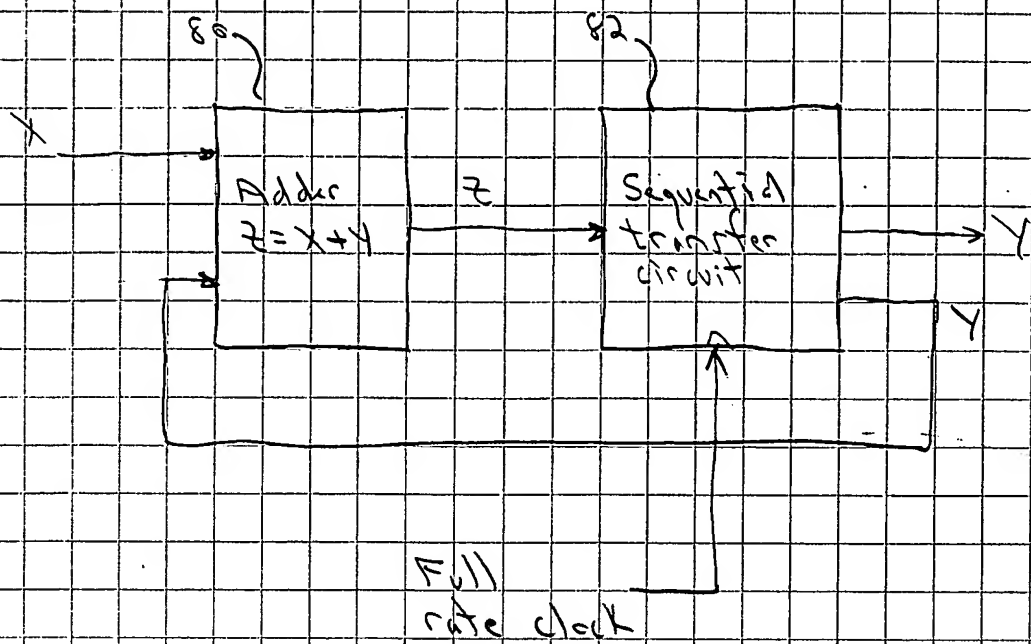 80
82
X
Adder
Z = X + Y
Z
Sequential
transfer
circuit
Y
Y
Full
rate clock